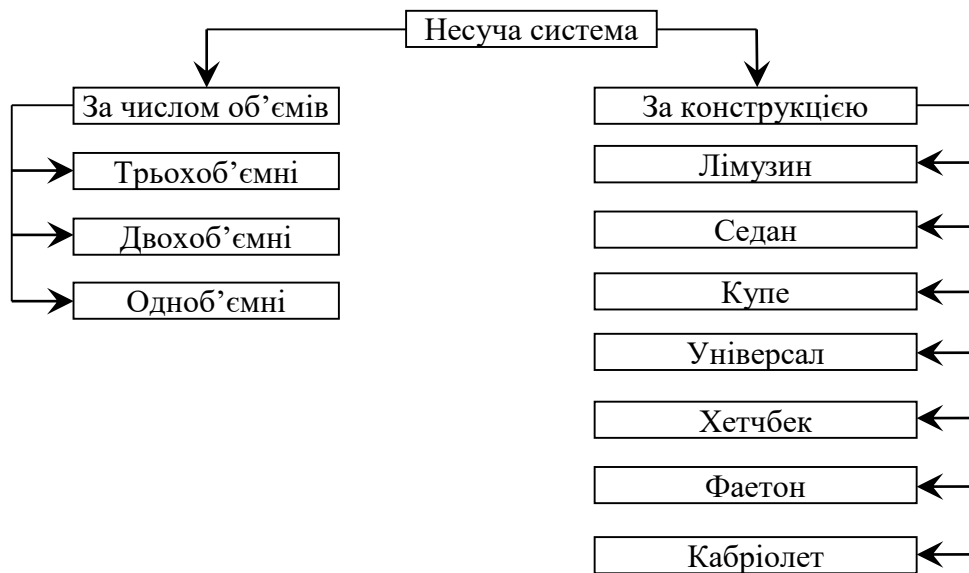 Несуча система
За числом об’ємів
Трьохоб’ємні
Двохоб’ємні
Одноб’ємні
За конструкцією
Лімузин
Седан
Купе
Універсал
Хетчбек
Фаетон
Кабріолет